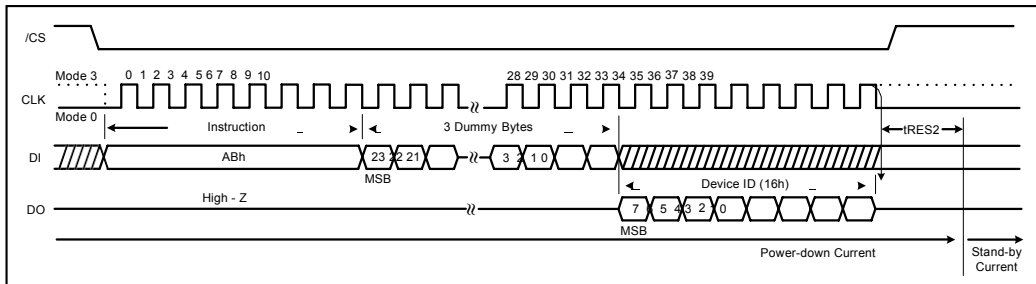 /CS
Mode 3 0 1 2 3 4 5 6 7 8 9 10 28 29 30 31 32 33 34 35 36 37 38 39
CLK
Mode 0
Instruction 3 Dummy Bytes tRES2
DI ABh 23 22 21 3 2 1 0
MSB
Device ID (16h)
High - Z
DO 7 6 5 4 3 2 1 0
MSB
Power-down Current Stand-by
Current